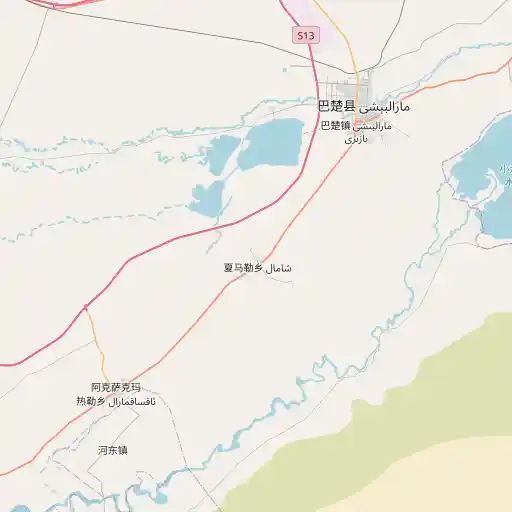 S13
巴楚县 مارالبېشى
巴楚镇 مارالبېشى
بازىرى
夏马勒乡 شامال
阿克萨克玛
热勒乡 ئاقساقمارال
河东镇